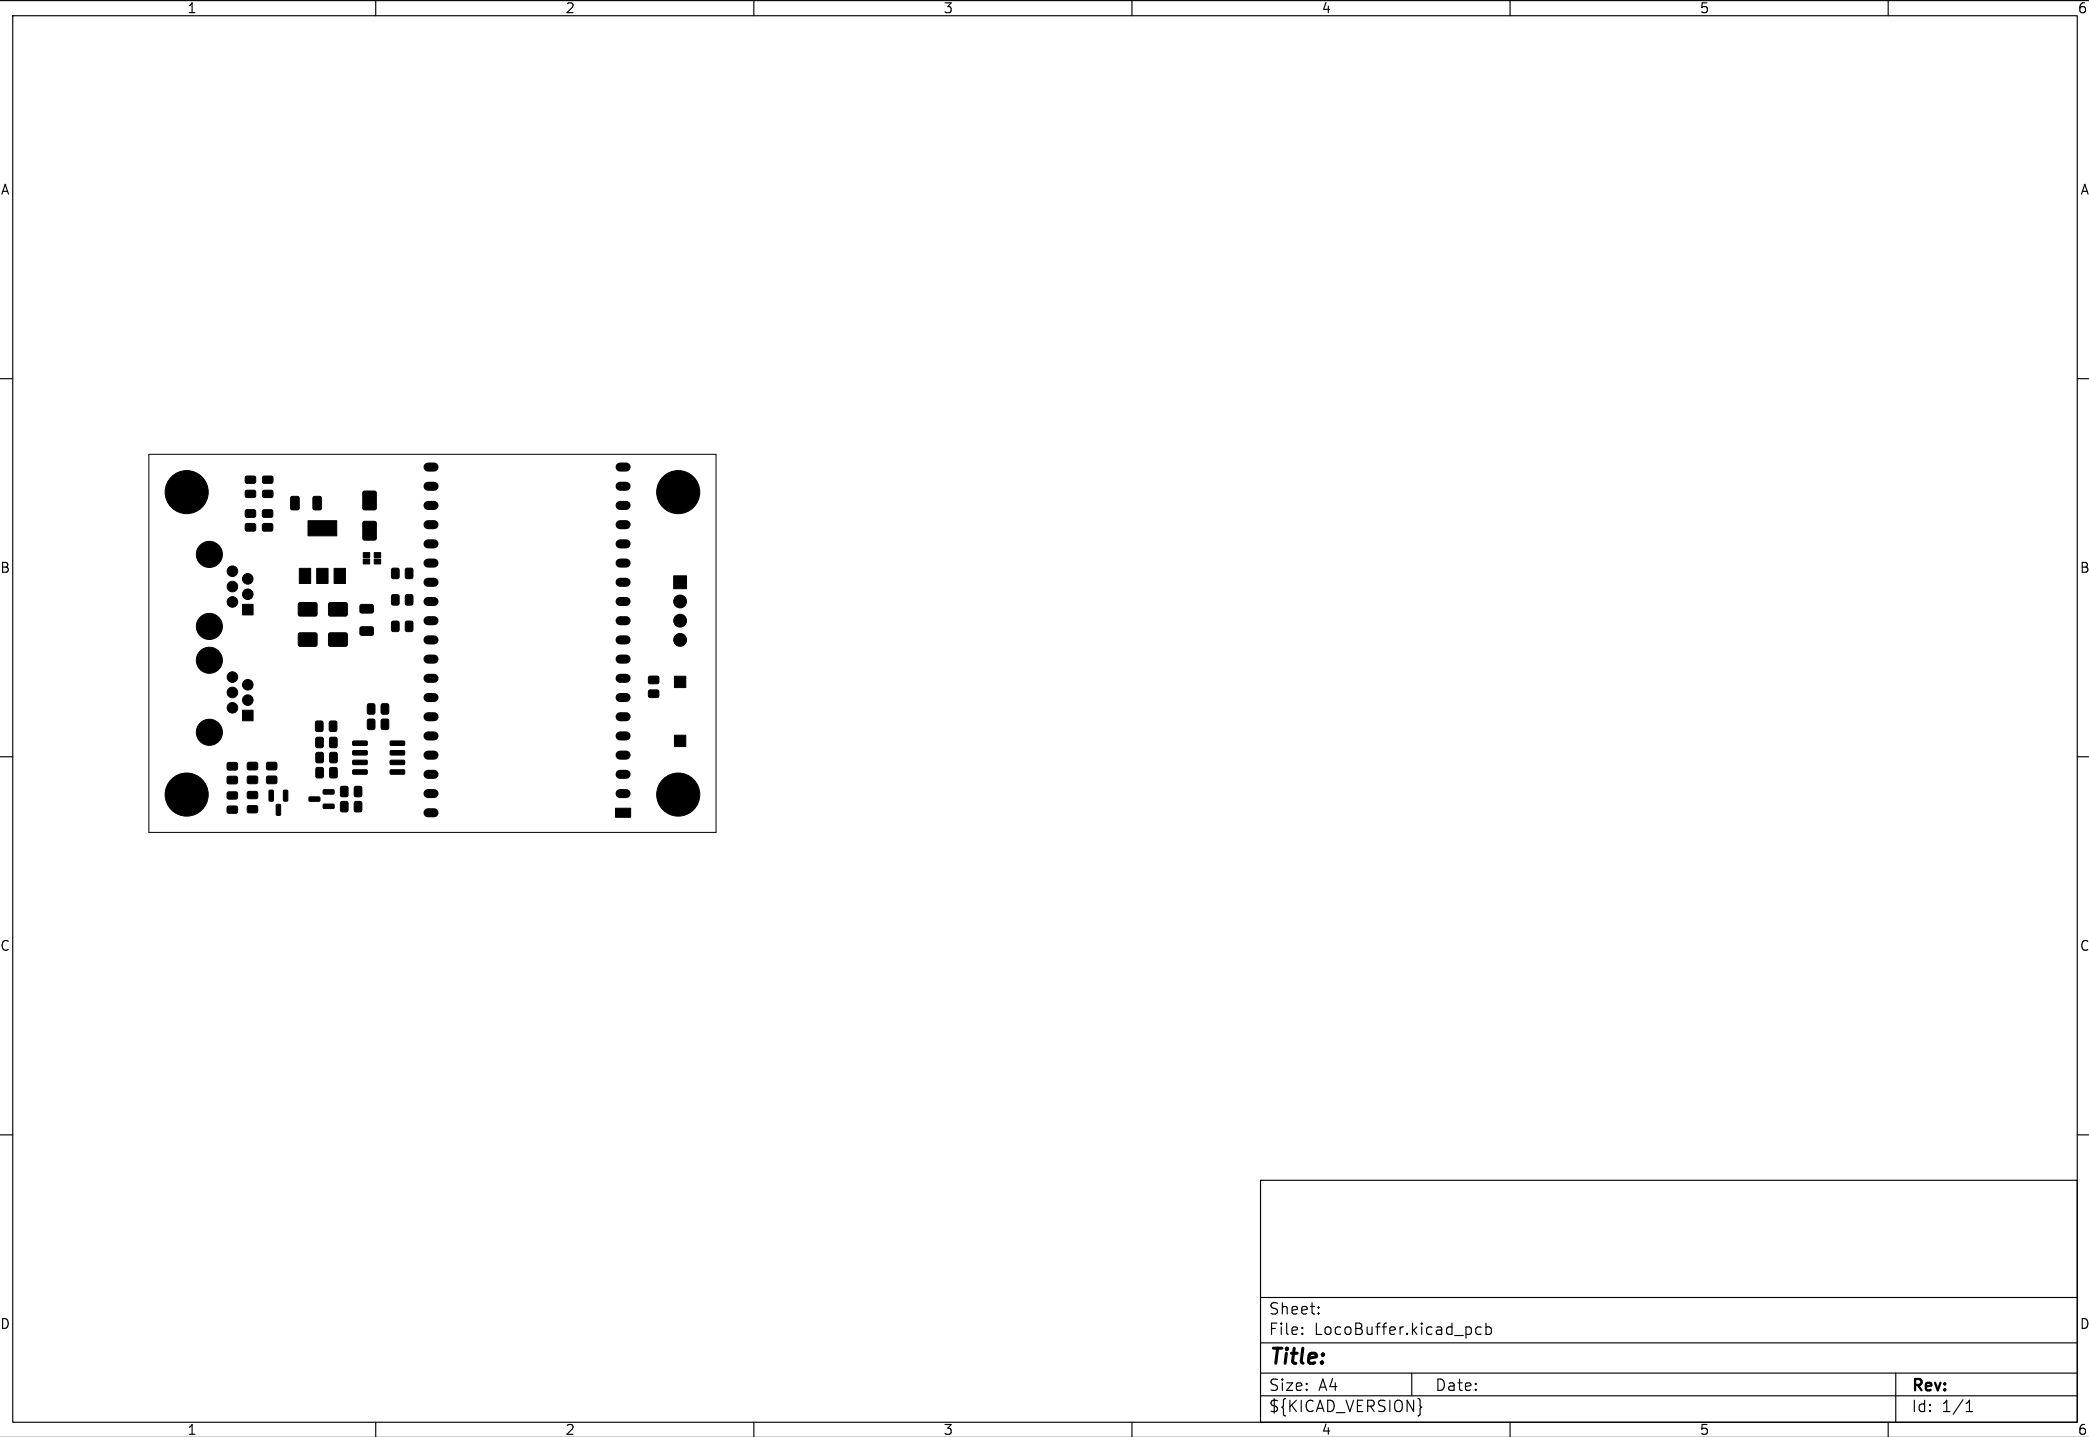 1 2 3 4 5 6
A A
B B
C C
D D
Sheet:
File: LocoBuffer.kicad_pcb
Title:
Size: A4 Date: Rev:
${KICAD_VERSION} Id: 1/1
1 2 3 4 5 6